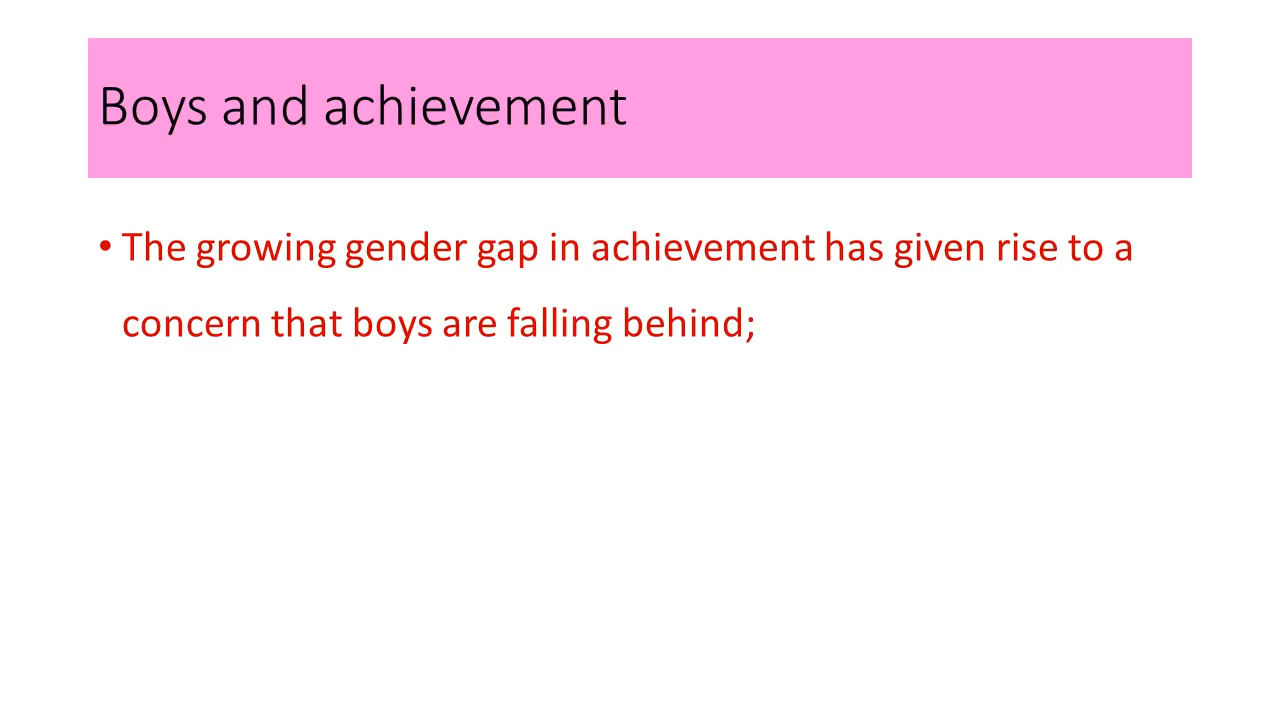 Boys and achievement
• The growing gender gap in achievement has given rise to a
concern that boys are falling behind;